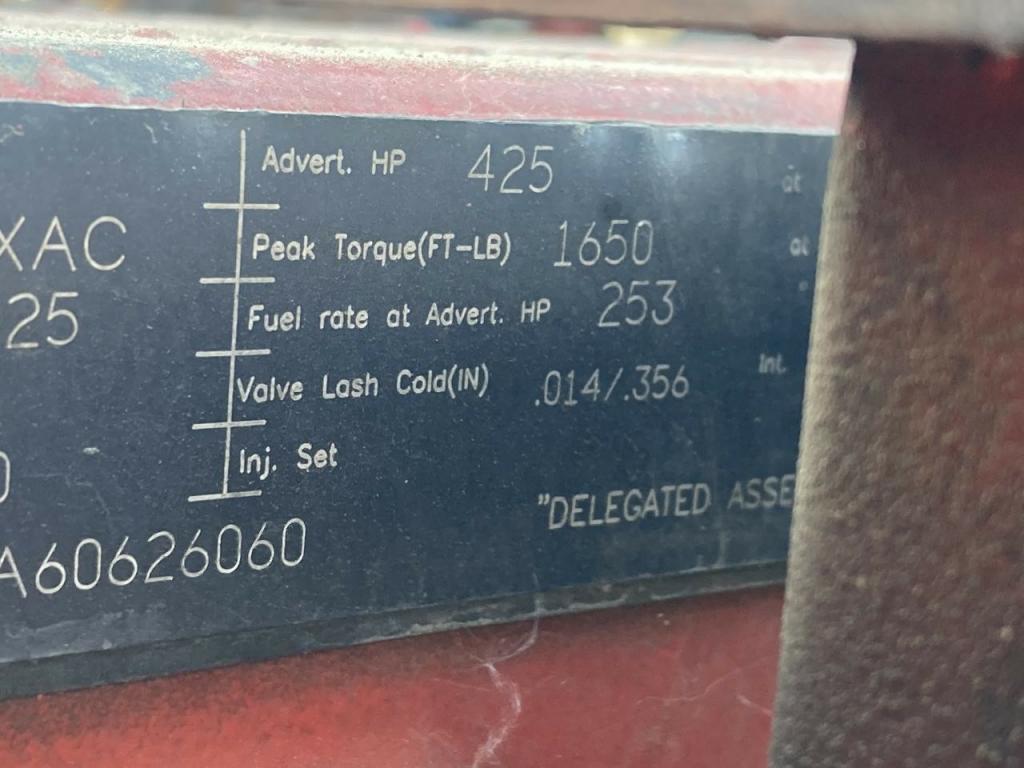 Advert. HP 425 at
XAC Peak Torque(FT-LB) 1650 at
25 Fuel rate at Advert. HP 253
Valve Lash Cold(IN) .014/.356 Int.
Inj. Set
"DELEGATED ASSE
A60626060